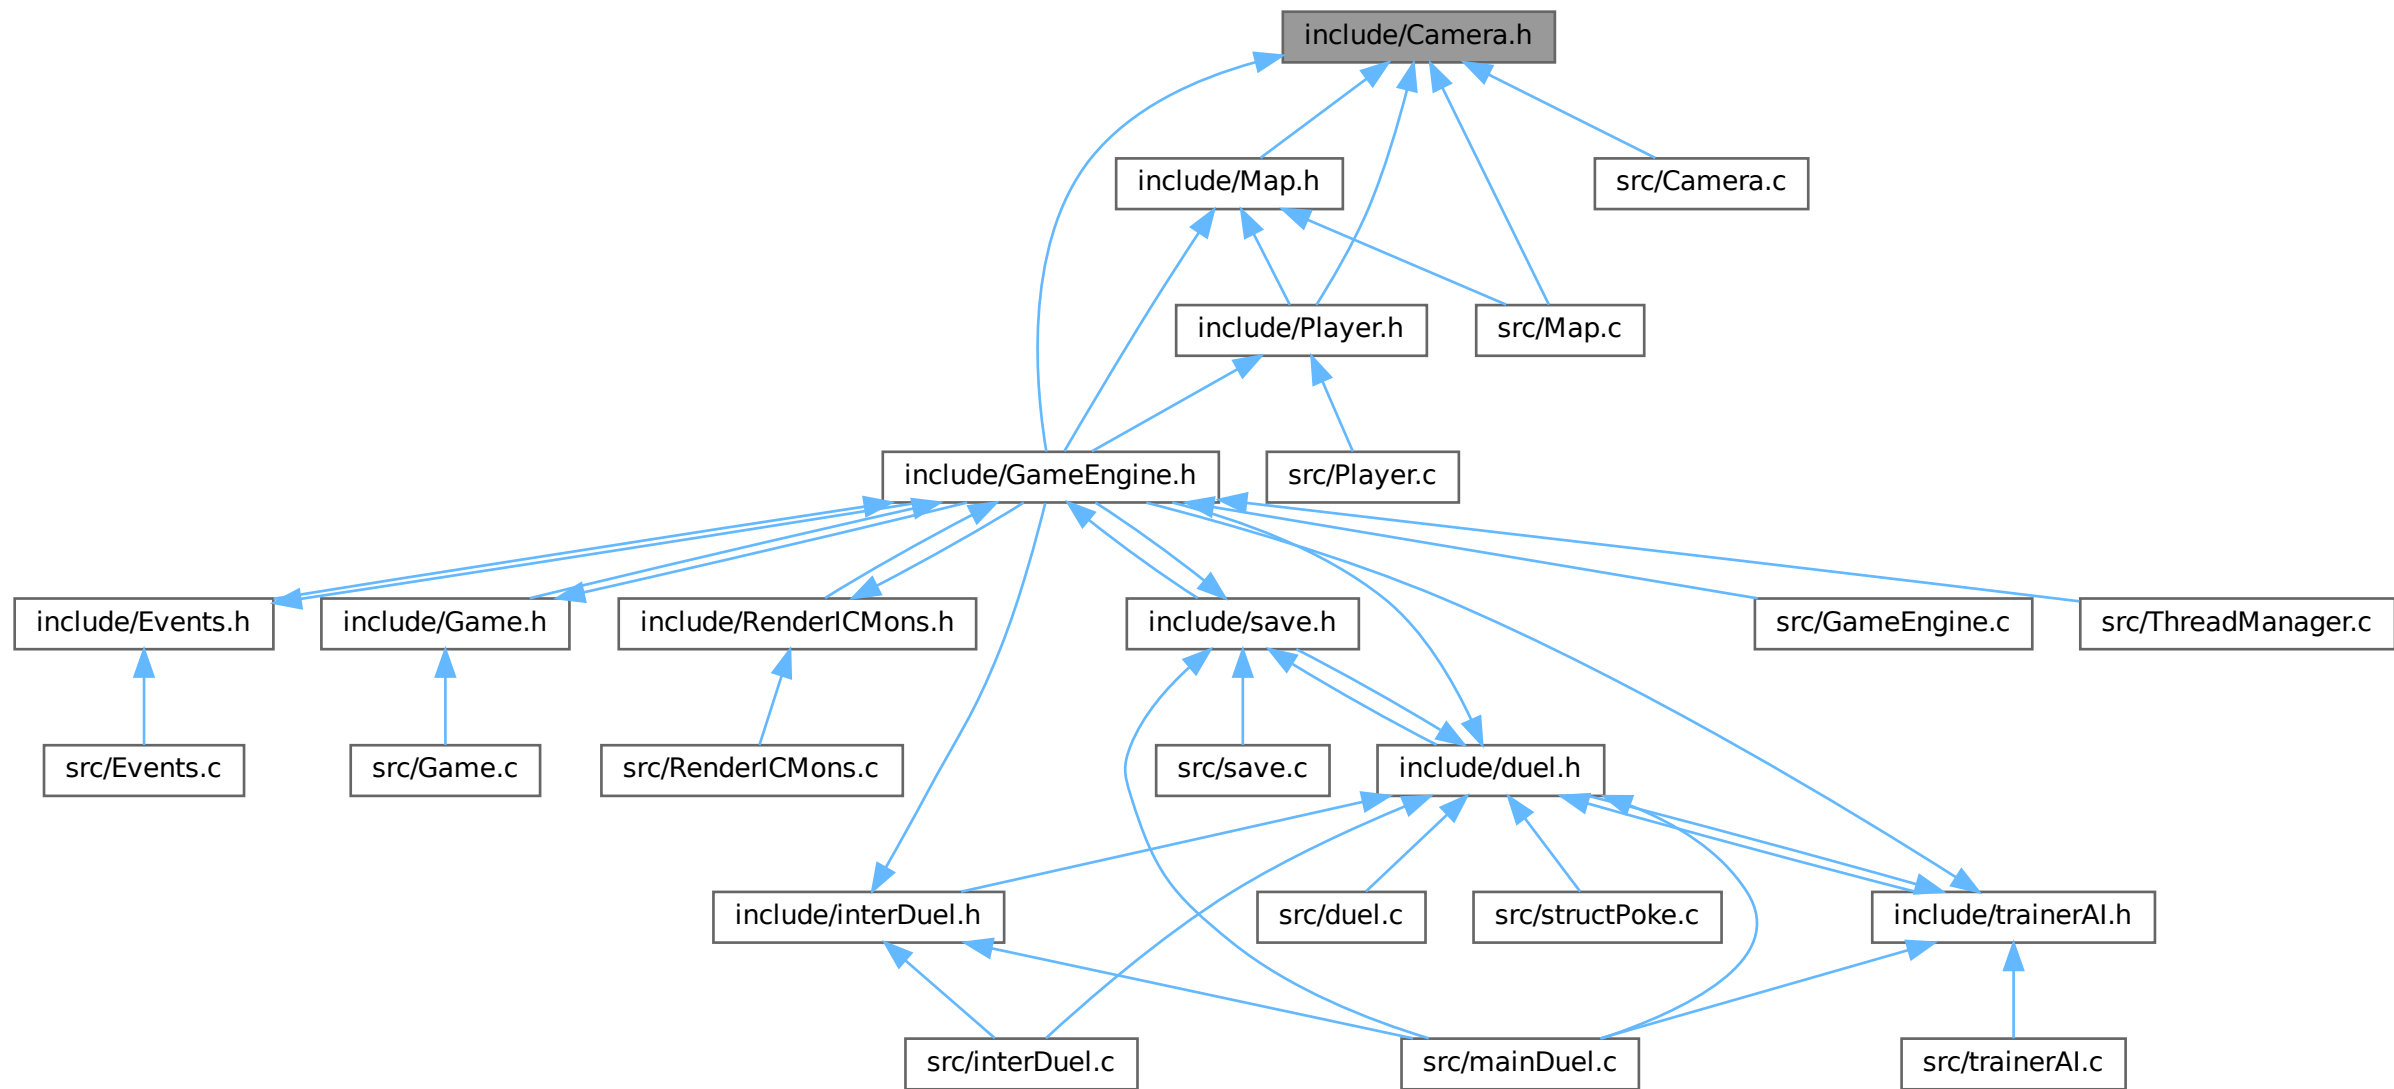 include/Camera.h
include/Map.h
src/Camera.c
include/Player.h
src/Map.c
include/GameEngine.h
src/Player.c
include/Events.h
include/Game.h
include/RenderICMons.h
include/save.h
src/GameEngine.c
src/ThreadManager.c
src/Events.c
src/Game.c
src/RenderICMons.c
src/save.c
include/duel.h
include/interDuel.h
src/duel.c
src/structPoke.c
include/trainerAI.h
src/interDuel.c
src/mainDuel.c
src/trainerAI.c